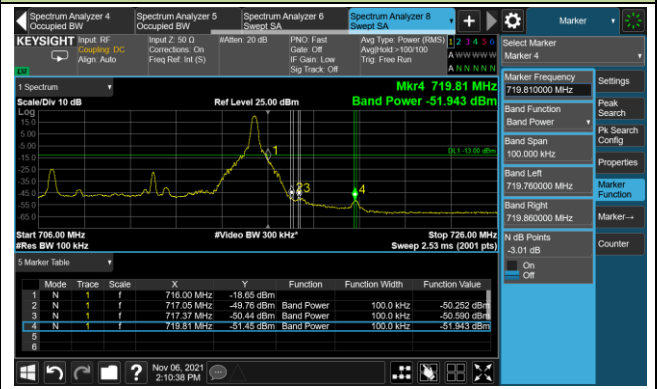 Spectrum Analyzer 4
Occupied BW
Spectrum Analyzer 5
Occupied BW
Spectrum Analyzer 6
Swept SA
Spectrum Analyzer 8
Swept SA
Marker
KEYSIGHT
Input: RF
Coupling: DC
Align: Auto
Input Z: 50 Ω
Corrections: On
Freq Ref: Int (S)
#Atten: 20 dB
PNO: Fast
Gate: Off
IF Gain: Low
Sig Track: Off
Avg Type: Power (RMS)
Avg|Hold:>100/100
Trig: Free Run
1 2 3 4 5 6
A W W W W W
A N N N N N
Select Marker
Marker 4
1 Spectrum
Scale/Div 10 dB
Ref Level 25.00 dBm
Mkr4 719.81 MHz
Band Power -51.943 dBm
Log
15.0
5.00
-5.00
-15.0
-25.0
-35.0
-45.0
-55.0
-65.0
DL1 -13.00 dBm
1
3
4
Start 706.00 MHz
#Video BW 300 kHz*
Stop 726.00 MHz
#Res BW 100 kHz
Sweep 2.53 ms (2001 pts)
Marker Frequency
719.810000 MHz
Band Function
Band Power
Band Span
100.000 kHz
Band Left
719.760000 MHz
Band Right
719.860000 MHz
N dB Points
-3.01 dB
On
Off
Settings
Peak
Search
Pk Search
Config
Properties
Marker
Function
Marker→
Counter
5 Marker Table
Mode Trace Scale X Y Function Function Width Function Value
1 N 1 f 716.00 MHz -18.65 dBm
2 N 1 f 717.05 MHz -49.76 dBm Band Power 100.0 kHz -50.252 dBm
3 N 1 f 717.37 MHz -50.44 dBm Band Power 100.0 kHz -50.590 dBm
4 N 1 f 719.81 MHz -51.45 dBm Band Power 100.0 kHz -51.943 dBm
5
6
?
Nov 06, 2021
2:10:38 PM